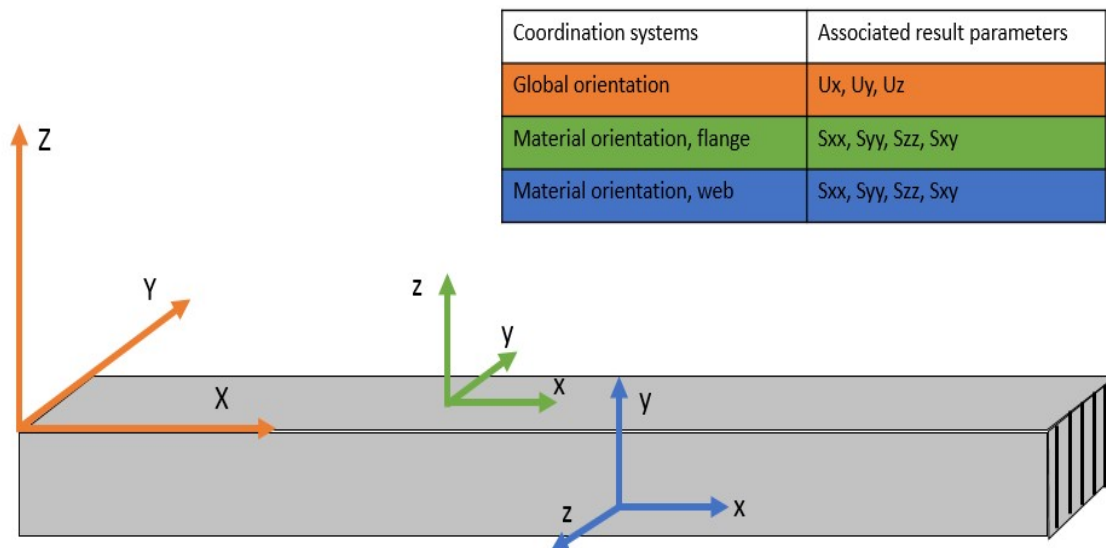 Coordination systems Associated result parameters
Global orientation Ux, Uy, Uz
Material orientation, flange Sxx, Syy, Szz, Sxy
Material orientation, web Sxx, Syy, Szz, Sxy
Z
Y
z
y
X
x
y
z
x